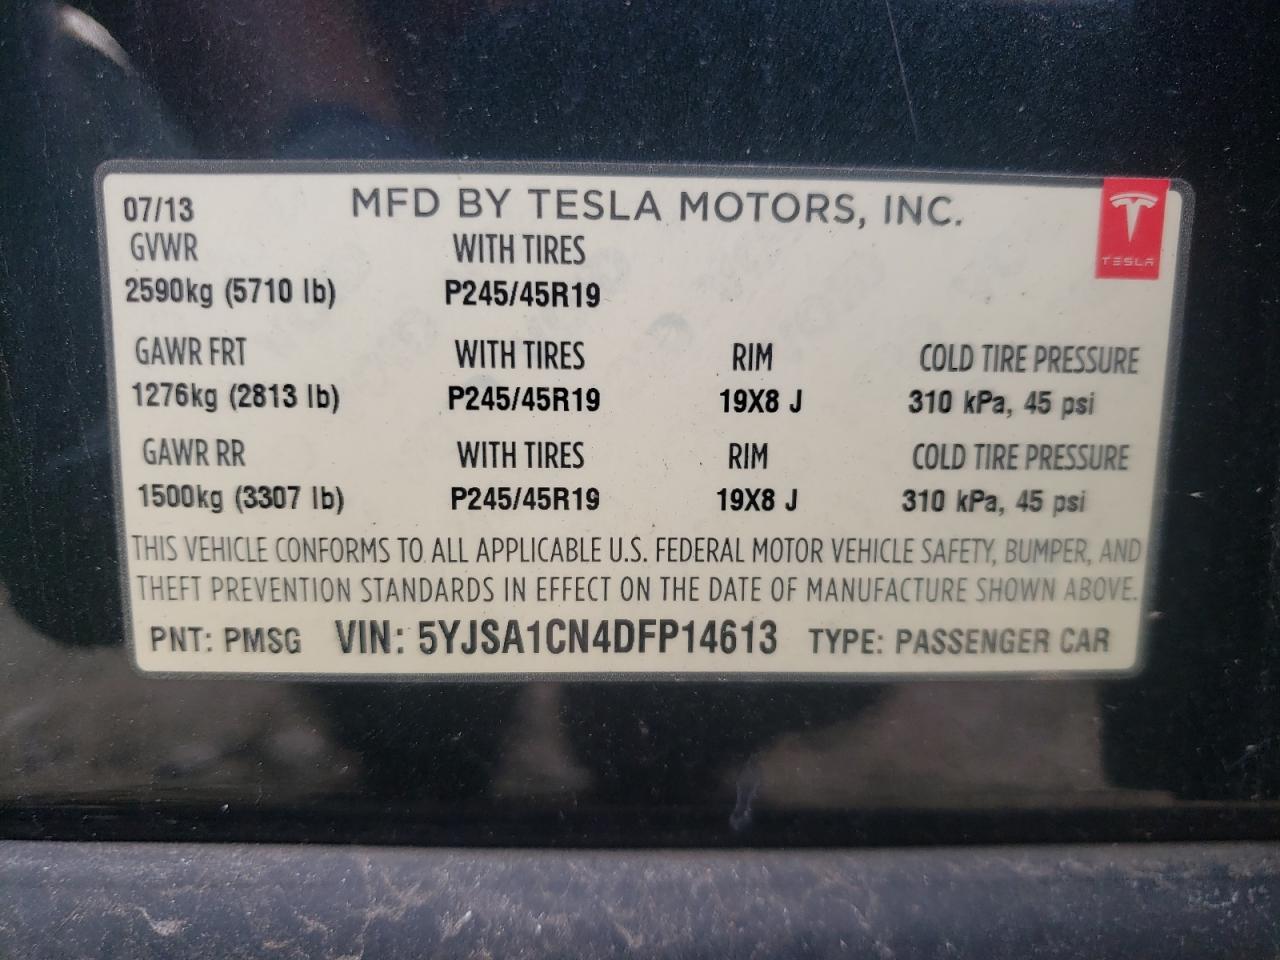 07/13 MFD BY TESLA MOTORS, INC.
TESLA
GVWR WITH TIRES
2590kg (5710 lb) P245/45R19
GAWR FRT WITH TIRES RIM COLD TIRE PRESSURE
1276kg (2813 lb) P245/45R19 19X8 J 310 kPa, 45 psi
GAWR RR WITH TIRES RIM COLD TIRE PRESSURE
1500kg (3307 lb) P245/45R19 19X8 J 310 kPa, 45 psi
THIS VEHICLE CONFORMS TO ALL APPLICABLE U.S. FEDERAL MOTOR VEHICLE SAFETY, BUMPER, AND
THEFT PREVENTION STANDARDS IN EFFECT ON THE DATE OF MANUFACTURE SHOWN ABOVE.
PNT: PMSG VIN: 5YJSA1CN4DFP14613 TYPE: PASSENGER CAR